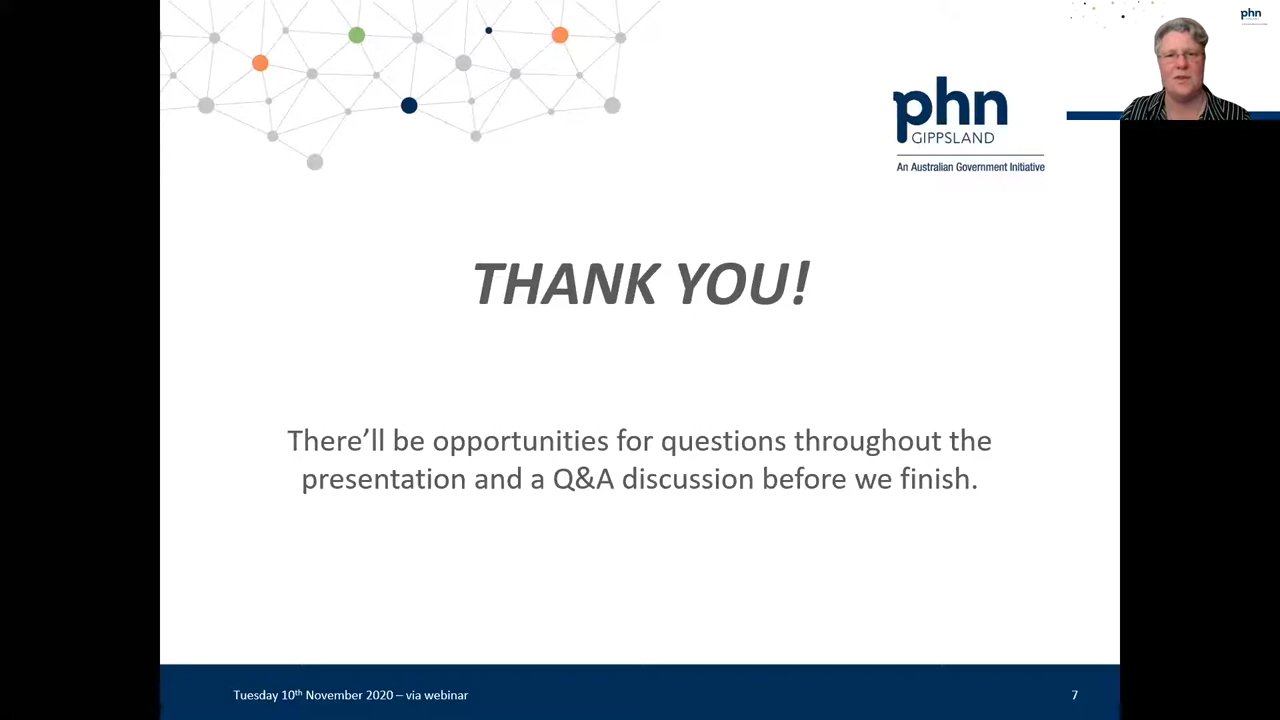 phn
phn
GIPPSLAND
An Australian Government Initiative
THANK YOU!
There’ll be opportunities for questions throughout the
presentation and a Q&A discussion before we finish.
Tuesday 10th November 2020 – via webinar
7